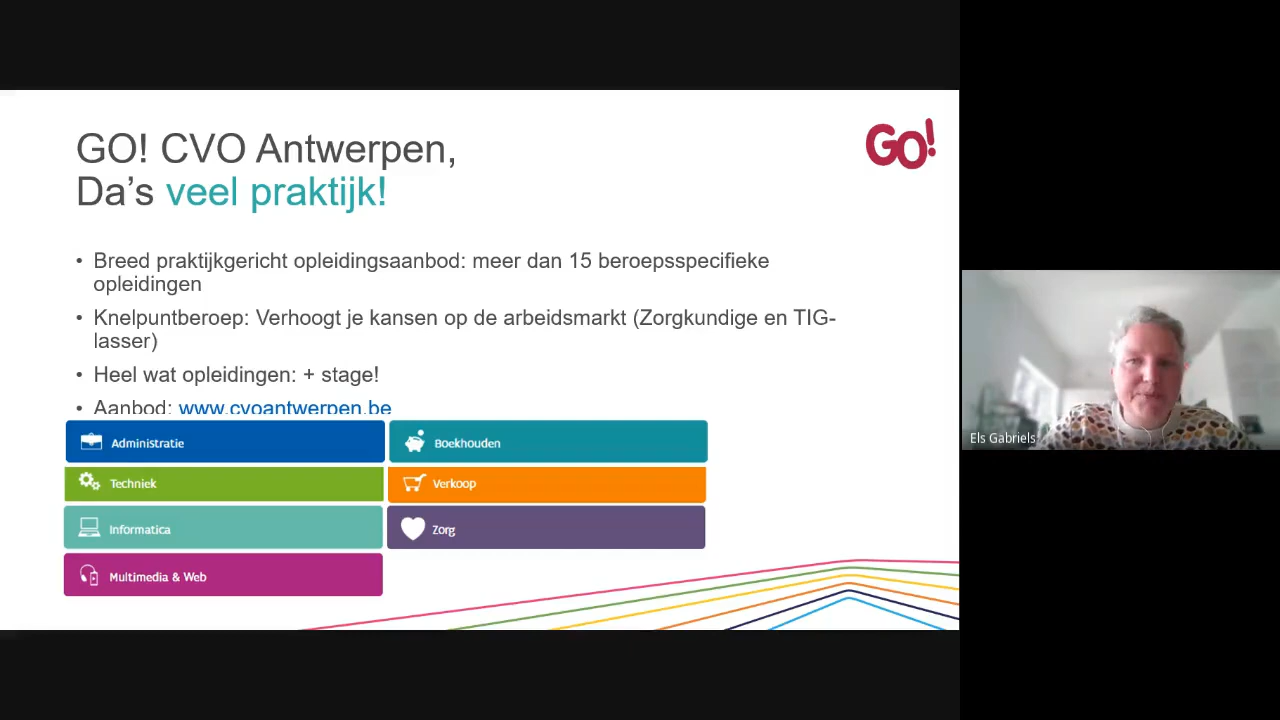 GO! CVO Antwerpen,
Da's veel praktijk!
GO!
• Breed praktijkgericht opleidingsaanbod: meer dan 15 beroepsspecifieke
opleidingen
• Knelpuntberoep: Verhoogt je kansen op de arbeidsmarkt (Zorgkundige en TIG-
lasser)
• Heel wat opleidingen: + stage!
• Aanbod: www.cvoantwerpen.be
Administratie
Boekhouden
Techniek
Verkoop
Informatica
Zorg
Multimedia & Web
Els Gabriels